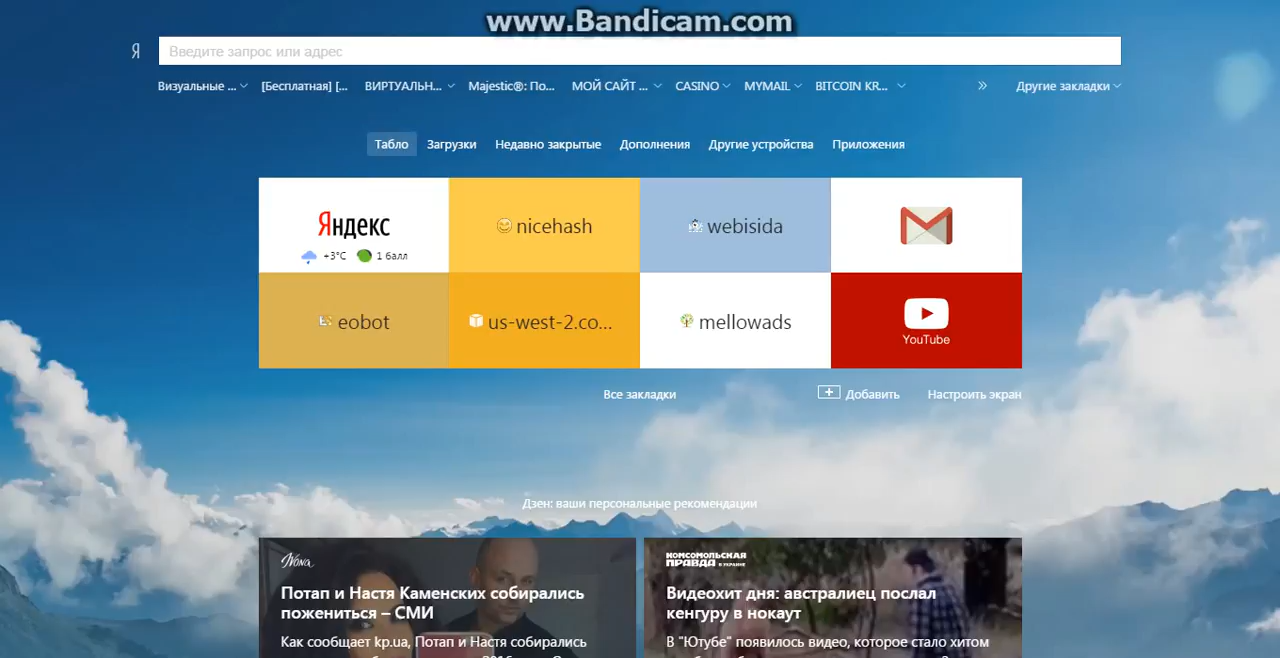 www.Bandicam.com
Я Введите запрос или адрес
Визуальные ... [Бесплатная] [... ВИРТУАЛЬН... Majestic®: По... МОЙ САЙТ ... CASINO MYMAIL BITCOIN KR... » Другие закладки
Табло Загрузки Недавно закрытые Дополнения Другие устройства Приложения
Яндекс
+3°C 1 балл
nicehash
webisida
eobot
us-west-2.co...
mellowads
YouTube
Все закладки Добавить Настроить экран
Дзен: ваши персональные рекомендации
Ivona
Потап и Настя Каменских собирались
пожениться – СМИ
Как сообщает kp.ua, Потап и Настя собирались
КОМСОМОЛЬСКАЯ
ПРАВДА В УКРАИНЕ
Видеохит дня: австралиец послал
кенгуру в нокаут
В "Ютубе" появилось видео, которое стало хитом